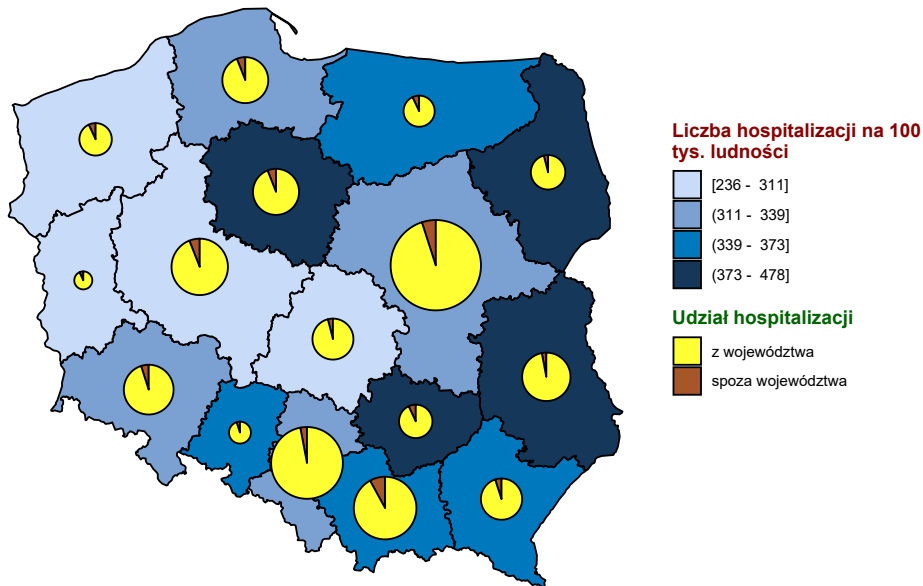 Liczba hospitalizacji na 100
tys. ludności
[236 - 311]
(311 - 339]
(339 - 373]
(373 - 478]
Udział hospitalizacji
z województwa
spoza województwa